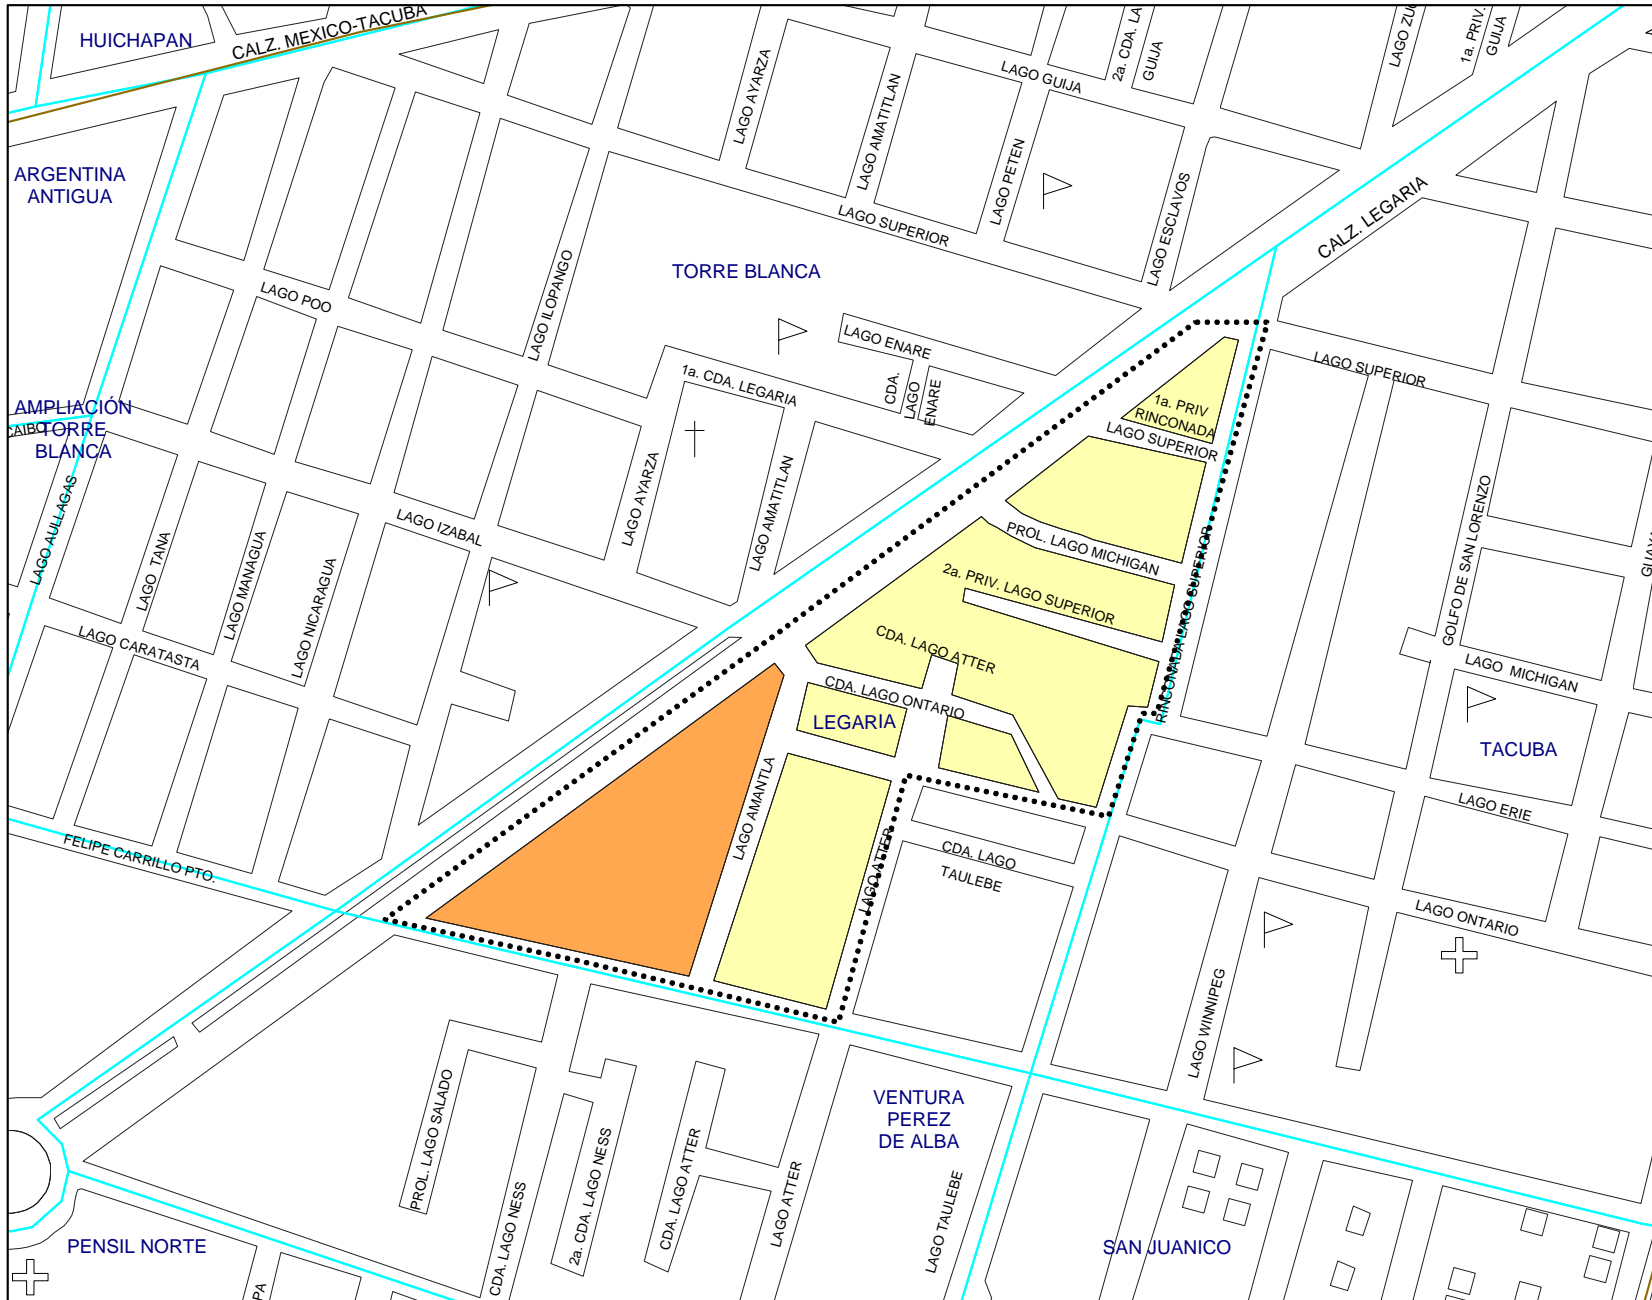 HUICHAPAN
CALZ. MEXICO-TACUBA
LAGO AYARZA
LAGO AMATITLAN
LAGO GUIJA
2a. CDA. LA
GUIJA
1a. PRIV.
GUIJA
ARGENTINA
ANTIGUA
LAGO SUPERIOR
LAGO PETEN
LAGO ESCLAVOS
CALZ. LEGARIA
LAGO POO
LAGO ILOPANGO
TORRE BLANCA
LAGO ENARE
CDA.
LAGO
ENARE
1a. CDA. LEGARIA
LAGO SUPERIOR
1a. PRIV
RINCONADA
LAGO SUPERIOR
AMPLIACIÓN
TORRE
BLANCA
CAIBO
LAGO AULLAGAS
LAGO TANA
LAGO MANAGUA
LAGO NICARAGUA
LAGO IZABAL
LAGO AYARZA
LAGO AMATITLAN
PROL. LAGO MICHIGAN
2a. PRIV. LAGO SUPERIOR
RINCONADA LAGO SUPERIOR
GOLFO DE SAN LORENZO
LAGO CARATASTA
CDA. LAGO ATTER
CDA. LAGO ONTARIO
LEGARIA
LAGO MICHIGAN
TACUBA
LAGO ERIE
LAGO AMANTLA
LAGO ATTER
FELIPE CARRILLO PTO.
CDA. LAGO
TAULEBE
LAGO ONTARIO
LAGO WINNIPEG
PROL. LAGO SALADO
CDA. LAGO NESS
2a. CDA. LAGO NESS
CDA. LAGO ATTER
LAGO ATTER
VENTURA
PEREZ
DE ALBA
LAGO TAULEBE
PENSIL NORTE
SAN JUANICO